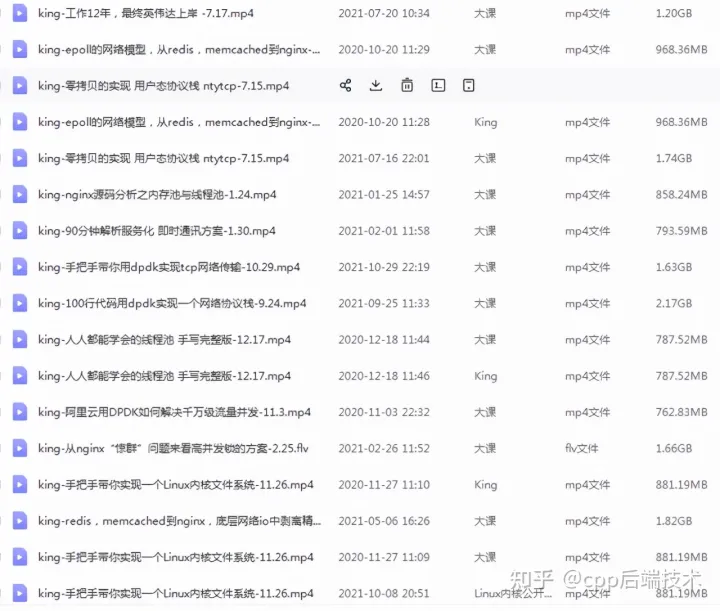 king-工作12年，最终英伟达上岸 -7.17.mp4 2021-07-20 10:34 大课 mp4文件 1.20GB
king-epoll的网络模型，从redis，memcached到nginx-... 2020-10-20 11:29 大课 mp4文件 968.36MB
king-零拷贝的实现 用户态协议栈 ntytcp-7.15.mp4
king-epoll的网络模型，从redis，memcached到nginx-... 2020-10-20 11:28 King mp4文件 968.36MB
king-零拷贝的实现 用户态协议栈 ntytcp-7.15.mp4 2021-07-16 22:01 大课 mp4文件 1.74GB
king-nginx源码分析之内存池与线程池-1.24.mp4 2021-01-25 14:57 大课 mp4文件 858.24MB
king-90分钟解析服务化 即时通讯方案-1.30.mp4 2021-02-01 11:58 大课 mp4文件 793.59MB
king-手把手带你用dpdk实现tcp网络传输-10.29.mp4 2021-10-29 22:19 大课 mp4文件 1.63GB
king-100行代码用dpdk实现一个网络协议栈-9.24.mp4 2021-09-25 11:33 大课 mp4文件 2.17GB
king-人人都能学会的线程池 手写完整版-12.17.mp4 2020-12-18 11:44 大课 mp4文件 787.52MB
king-人人都能学会的线程池 手写完整版-12.17.mp4 2020-12-18 11:46 King mp4文件 787.52MB
king-阿里云用DPDK如何解决千万级流量并发-11.3.mp4 2020-11-03 22:32 大课 mp4文件 762.83MB
king-从nginx“惊群”问题来看高并发锁的方案-2.25.flv 2021-02-26 11:52 大课 flv文件 1.66GB
king-手把手带你实现一个Linux内核文件系统-11.26.mp4 2020-11-27 11:10 King mp4文件 881.19MB
king-redis，memcached到nginx，底层网络io中剥离精... 2021-05-06 16:26 大课 mp4文件 1.82GB
king-手把手带你实现一个Linux内核文件系统-11.26.mp4 2020-11-27 11:09 大课 mp4文件 881.19MB
king-手把手带你实现一个Linux内核文件系统-11.26.mp4 2021-10-08 20:51 Linux内核公开... mp4文件 881.19MB
知乎 @cpp后端技术